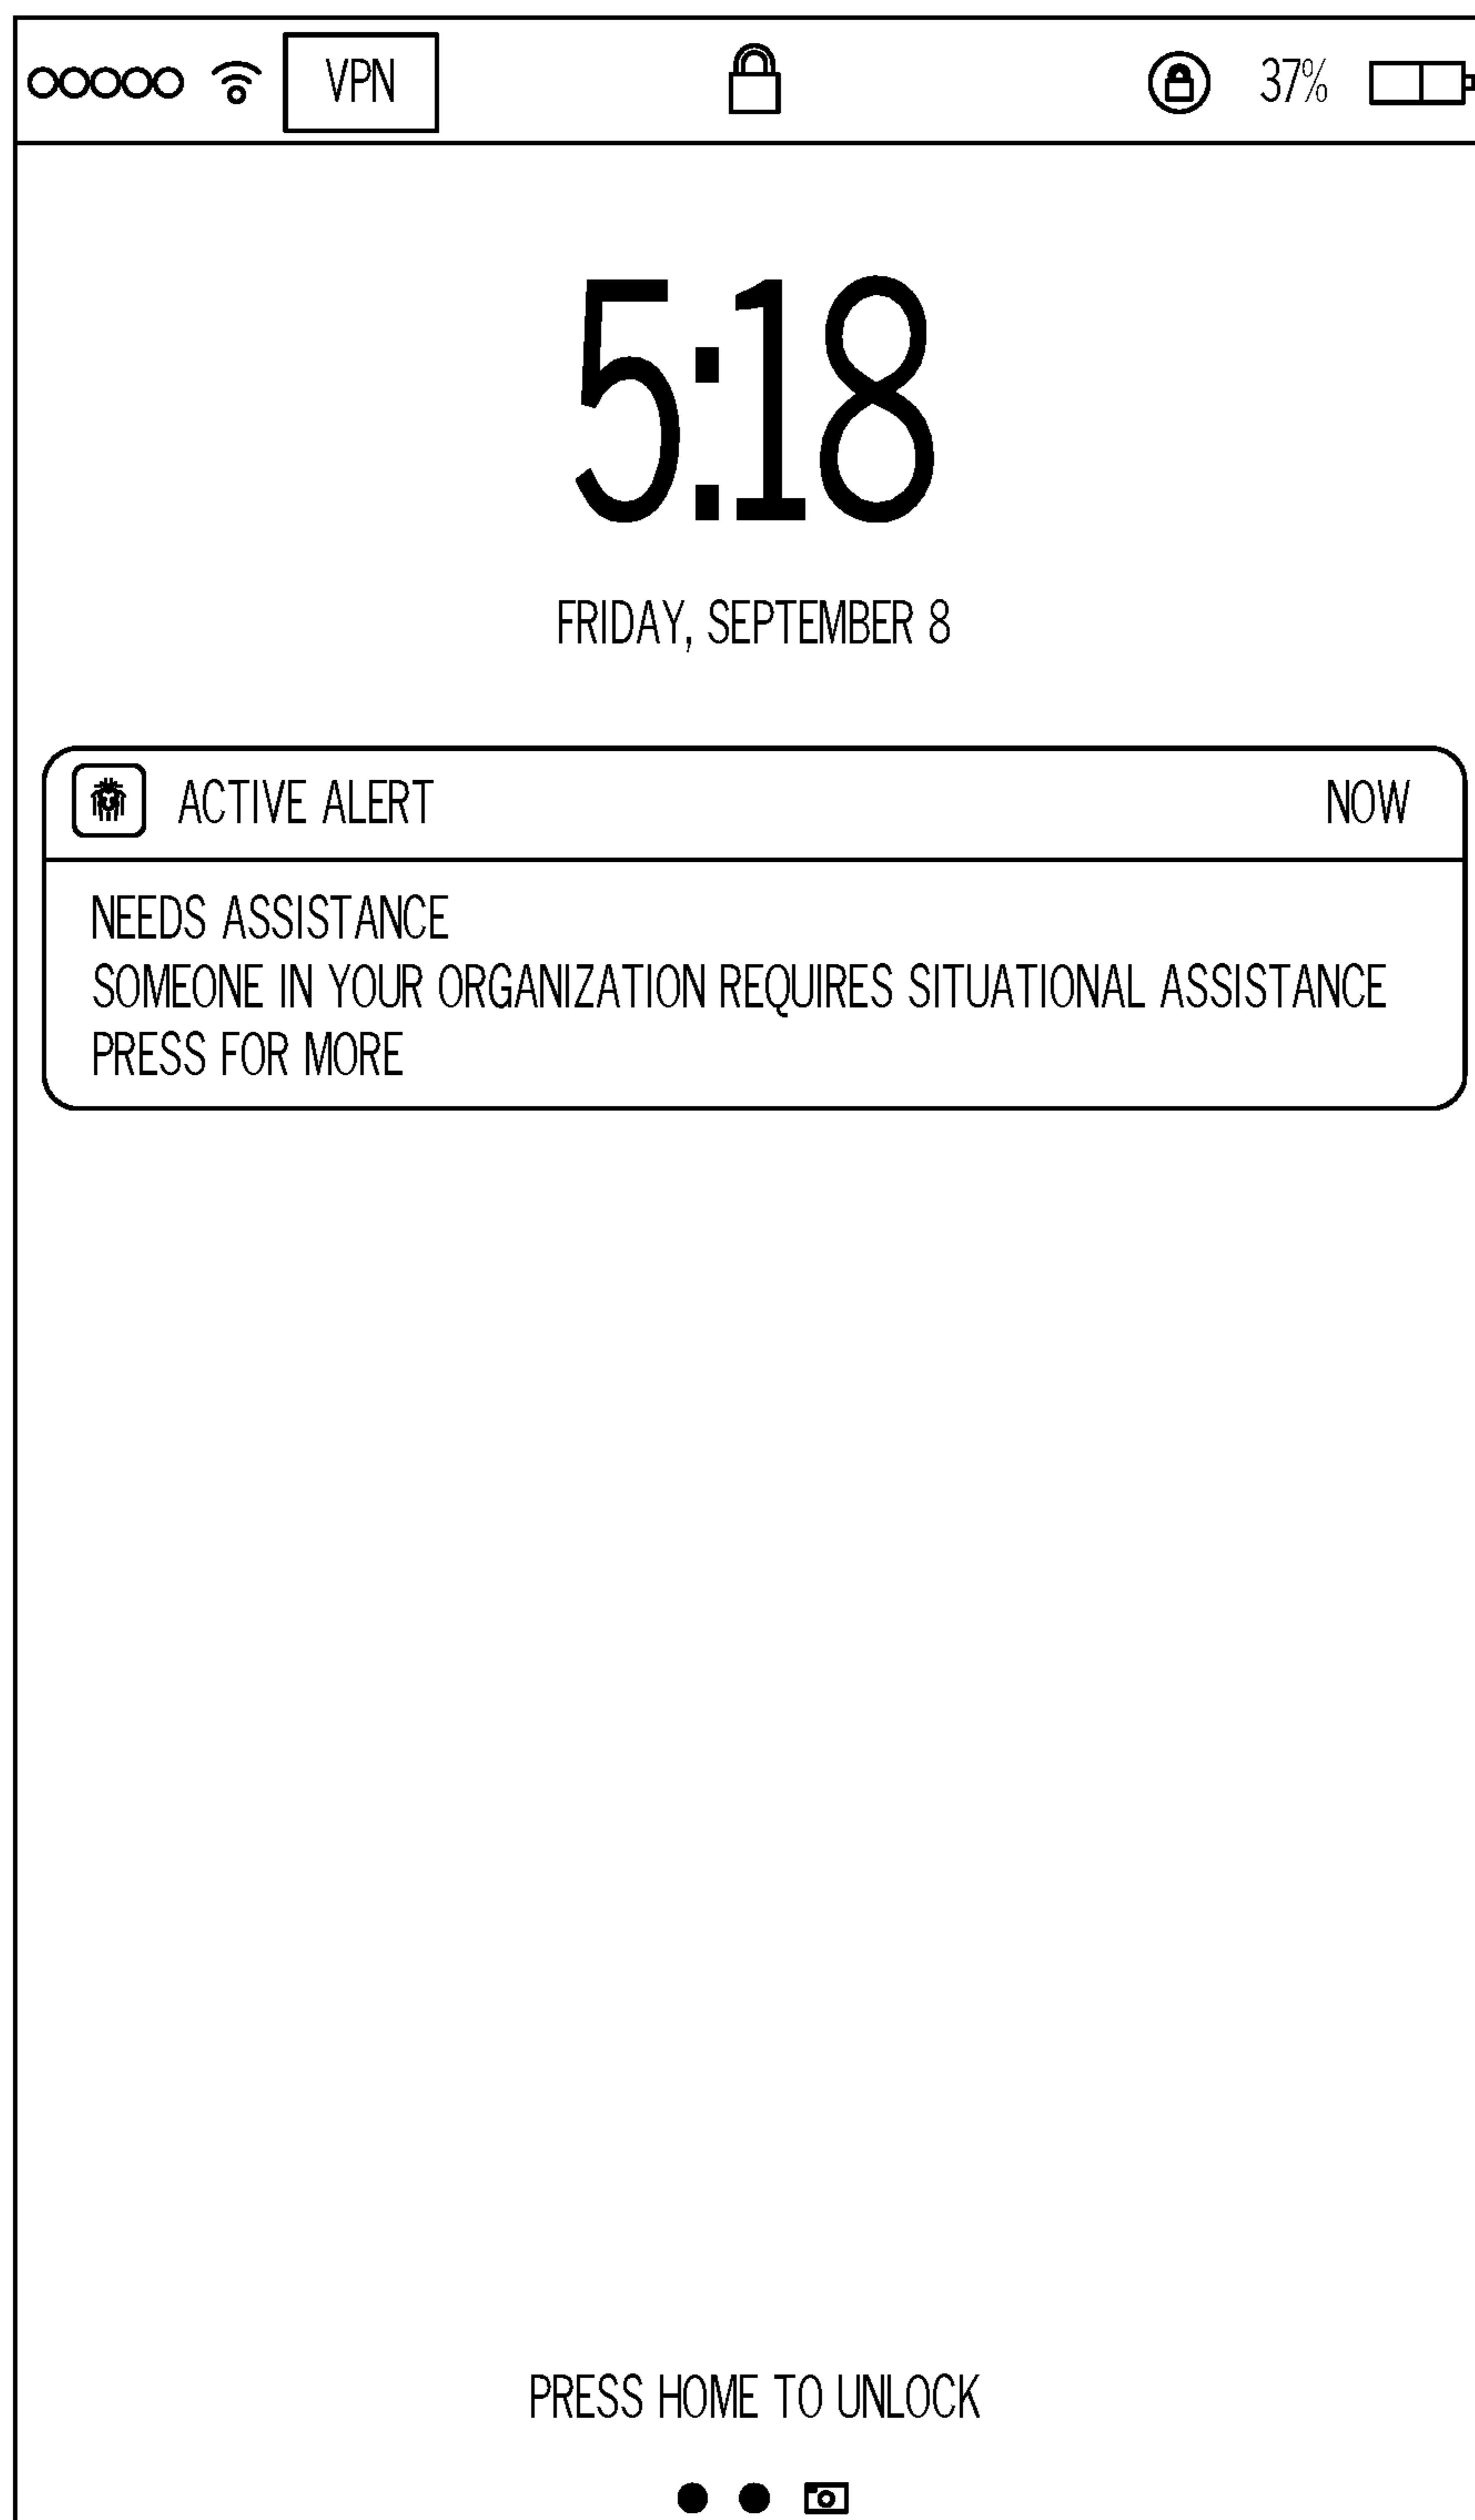 VPN 37%
5:18
FRIDAY, SEPTEMBER 8
ACTIVE ALERT NOW
NEEDS ASSISTANCE
SOMEONE IN YOUR ORGANIZATION REQUIRES SITUATIONAL ASSISTANCE
PRESS FOR MORE
PRESS HOME TO UNLOCK